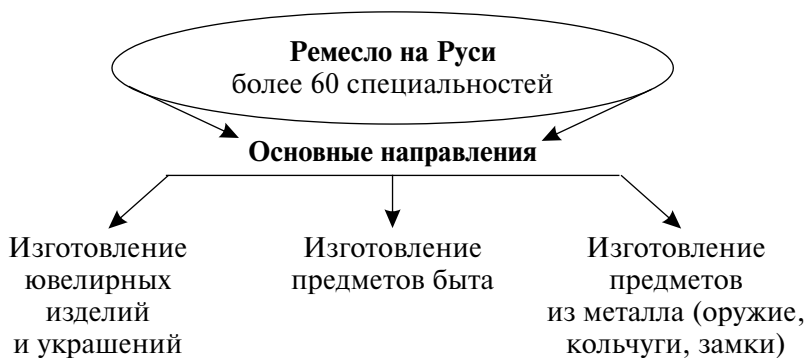 Ремесло на Руси
более 60 специальностей
Основные направления
Изготовление
ювелирных
изделий
и украшений
Изготовление
предметов быта
Изготовление
предметов
из металла (оружие,
кольчуги, замки)